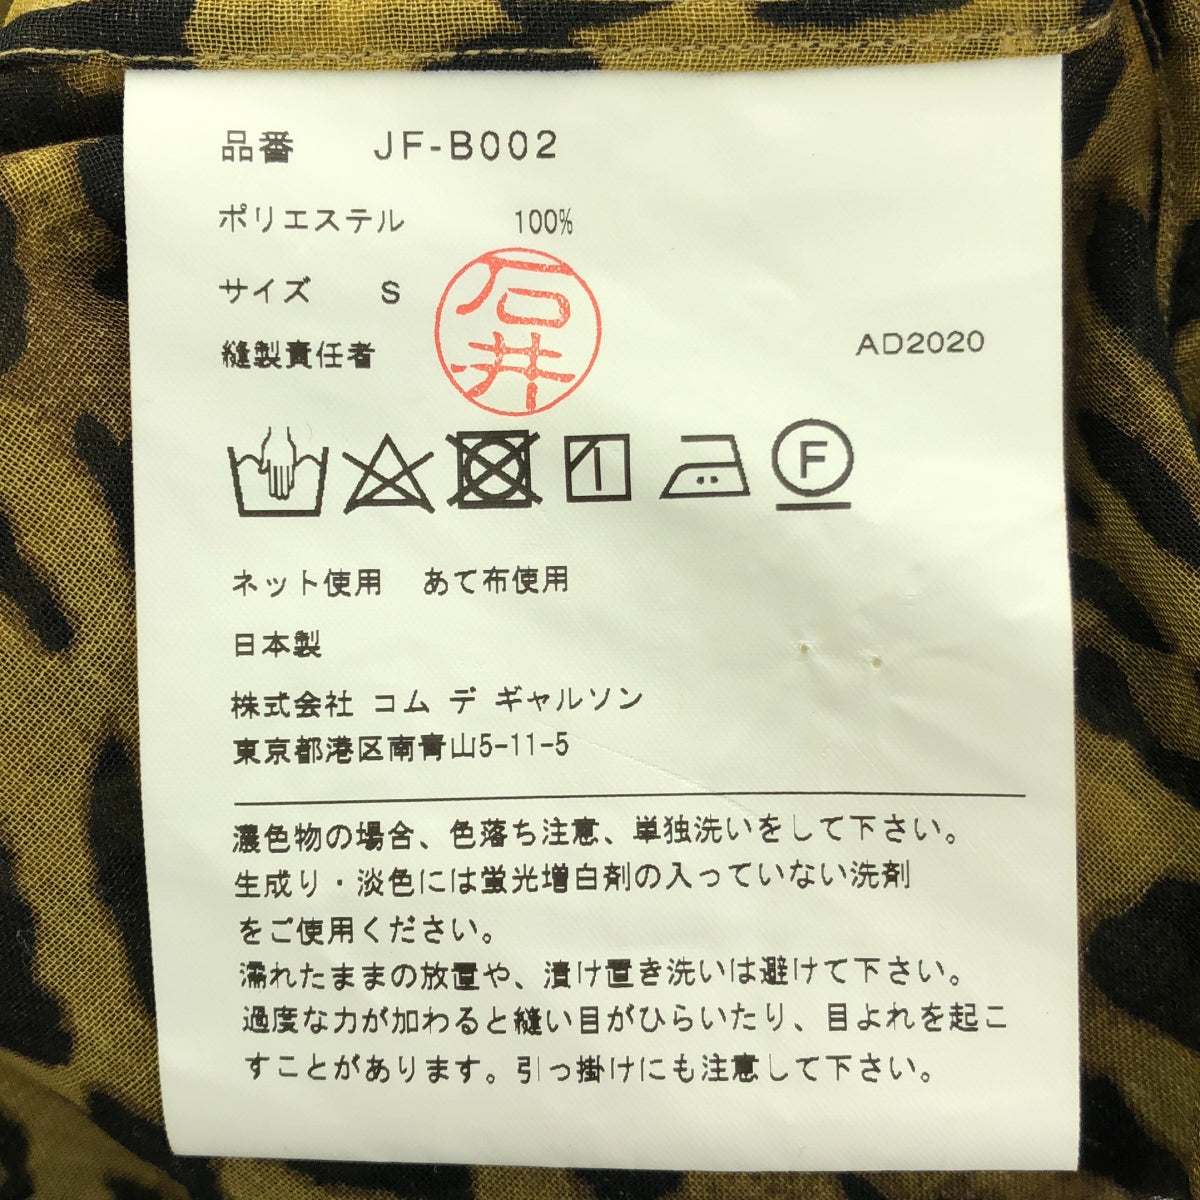 品番 JF-B002
ポリエステル 100%
サイズ S
石井
縫製責任者
AD2020
F
ネット使用 あて布使用
日本製
株式会社 コム デ ギャルソン
東京都港区南青山5-11-5
濃色物の場合、色落ち注意、単独洗いをして下さい。
生成り・淡色には蛍光増白剤の入っていない洗剤
をご使用ください。
濡れたままの放置や、漬け置き洗いは避けて下さい。
過度な力が加わると縫い目がひらいたり、目よれを起こ
すことがあります。引っ掛けにも注意して下さい。